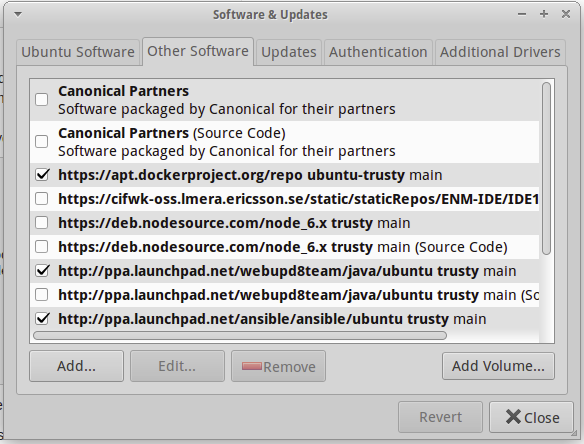 Software & Updates
Ubuntu Software
Other Software
Updates
Authentication
Additional Drivers
Canonical Partners
Software packaged by Canonical for their partners
Canonical Partners (Source Code)
Software packaged by Canonical for their partners
https://apt.dockerproject.org/repo ubuntu-trusty main
https://cifwk-oss.lmera.ericsson.se/static/staticRepos/ENM-IDE/IDE1
https://deb.nodesource.com/node_6.x trusty main
https://deb.nodesource.com/node_6.x trusty main (Source Code)
http://ppa.launchpad.net/webupd8team/java/ubuntu trusty main
http://ppa.launchpad.net/webupd8team/java/ubuntu trusty main (So
http://ppa.launchpad.net/ansible/ansible/ubuntu trusty main
Add...
Edit...
Remove
Add Volume...
Revert
Close